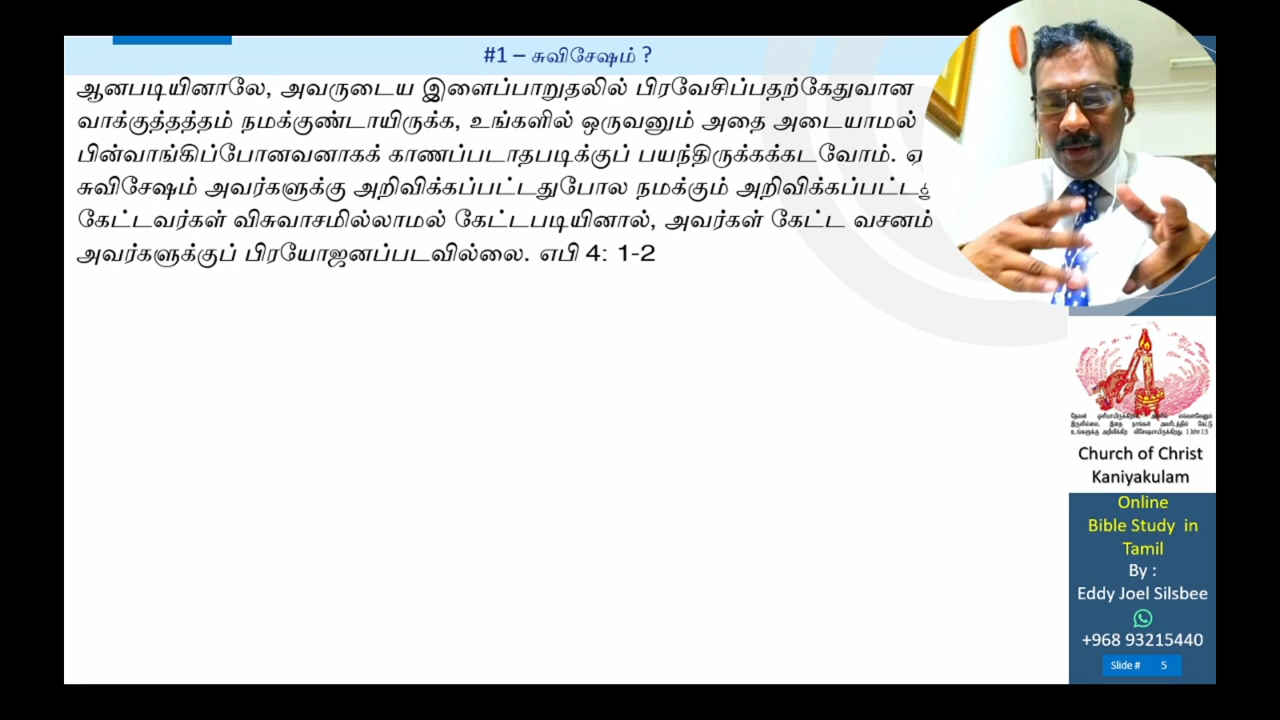 #1 – சுவிசேஷம் ?
ஆனபடியினாலே, அவருடைய இளைப்பாறுதலில் பிரவேசிப்பதற்கேதுவான
வாக்குத்தத்தம் நமக்குண்டாயிருக்க, உங்களில் ஒருவனும் அதை அடையாமல்
பின்வாங்கிப்போனவனாகக் காணப்படாதபடிக்குப் பயந்திருக்கக்கடவோம்.
சுவிசேஷம் அவர்களுக்கு அறிவிக்கப்பட்டதுபோல நமக்கும்
கேட்டவர்கள் விசுவாசமில்லாமல் கேட்டபடியினால், அவர்கள் கேட்ட வசனம்
அவர்களுக்குப் பிரயோஜனப்படவில்லை. எபி 4: 1-2
Church of Christ
Kaniyakulam
Online
Bible Study in
Tamil
By :
Eddy Joel Silsbee
+968 93215440
Slide # 5